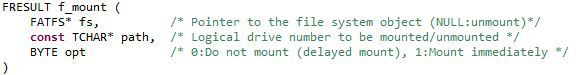 FRESULT f_mount (
    FATFS* fs,          /* Pointer to the file system object (NULL:unmount)*/
    const TCHAR* path,  /* Logical drive number to be mounted/unmounted */
    BYTE opt            /* 0:Do not mount (delayed mount), 1:Mount immediately */
)